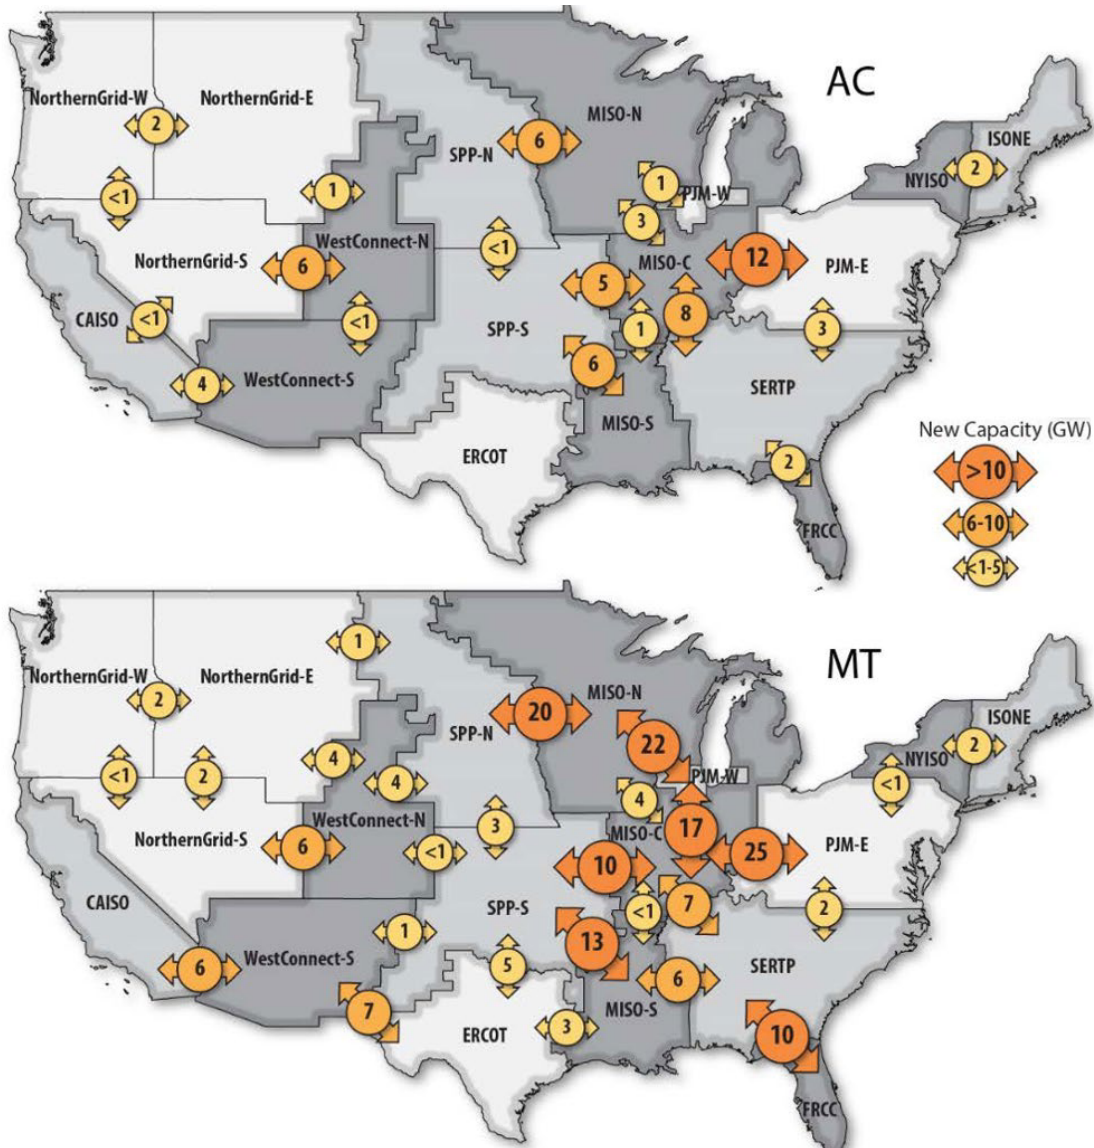 AC
NorthernGrid-W
NorthernGrid-E
MISO-N
ISONE
2
SPP-N
6
2
NYISO
1
1
PJM-W
<1
3
WestConnect-N
<1
NorthernGrid-S
6
MISO-C
12
PJM-E
CAISO
5
<1
<1
SPP-S
1
8
3
4
WestConnect-S
6
SERTP
MISO-S
ERCOT
2
FRCC
New Capacity (GW)
>10
6-10
<1-5
MT
1
NorthernGrid-W
NorthernGrid-E
MISO-N
2
SPP-N
20
22
ISONE
NYISO
2
<1
2
4
4
PJM-W
<1
4
WestConnect-N
3
MISO-C
17
NorthernGrid-S
6
<1
10
25
PJM-E
CAISO
SPP-S
1
<1
7
2
13
WestConnect-S
6
5
6
SERTP
MISO-S
7
ERCOT
3
10
FRCC